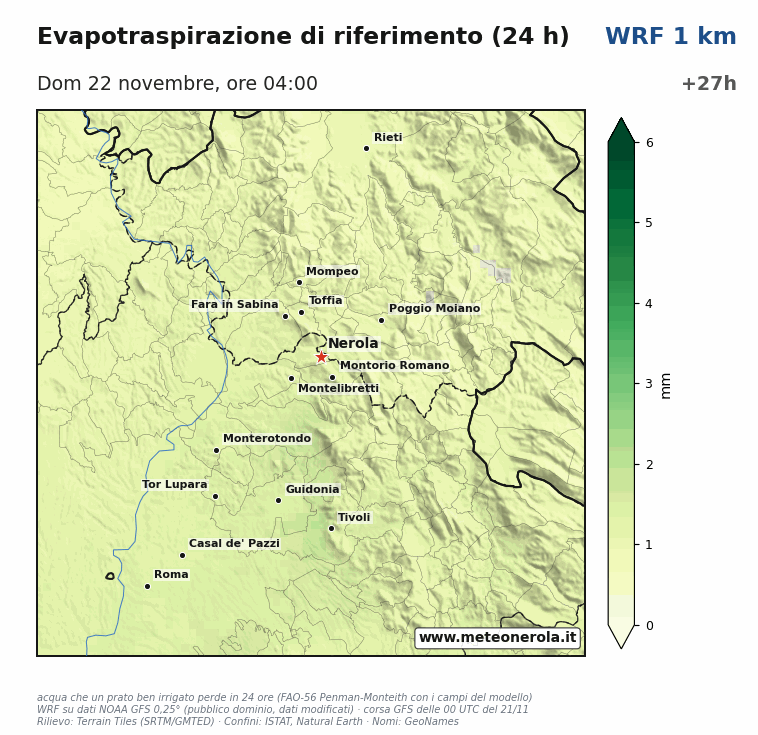 Evapotraspirazione di riferimento (24 h)
WRF 1 km
Dom 22 novembre, ore 04:00
+27h
Rieti
Mompeo
Toffia
Fara in Sabina
Poggio Moiano
Nerola
Montorio Romano
Montelibretti
Monterotondo
Tor Lupara
Guidonia
Tivoli
Casal de' Pazzi
Roma
www.meteonerola.it
6
5
4
3
2
1
0
mm
acqua che un prato ben irrigato perde in 24 ore (FAO-56 Penman-Monteith con i campi del modello)
WRF su dati NOAA GFS 0,25° (pubblico dominio, dati modificati) · corsa GFS delle 00 UTC del 21/11
Rilievo: Terrain Tiles (SRTM/GMTED) · Confini: ISTAT, Natural Earth · Nomi: GeoNames